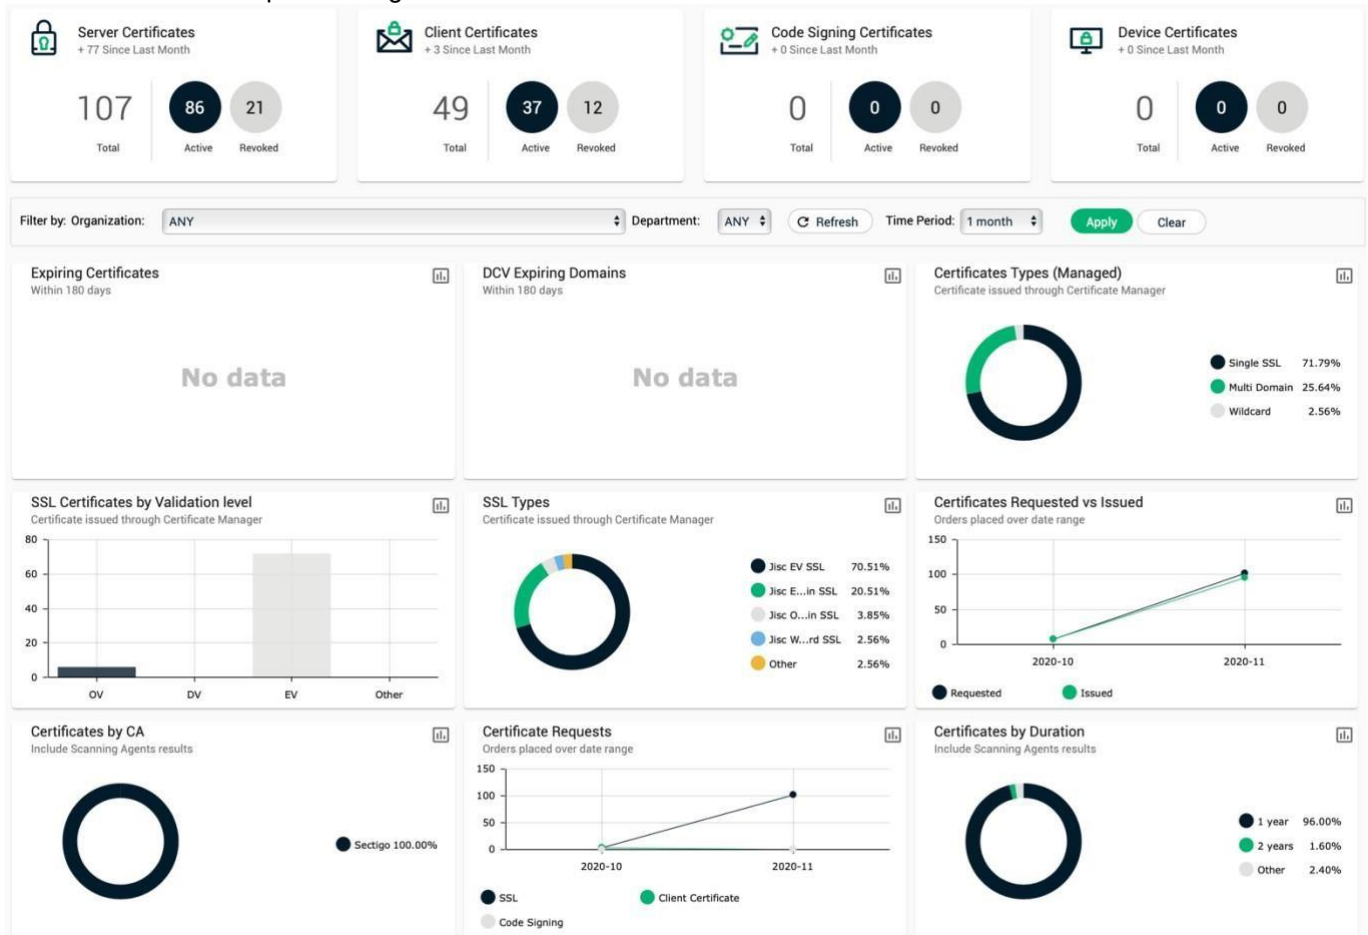 Server Certificates
+ 77 Since Last Month
107
86
21
Total
Active
Revoked
Client Certificates
+ 3 Since Last Month
49
37
12
Total
Active
Revoked
Code Signing Certificates
+ 0 Since Last Month
0
0
0
Total
Active
Revoked
Device Certificates
+ 0 Since Last Month
0
0
0
Total
Active
Revoked
Filter by: Organization: ANY Department: ANY Refresh Time Period: 1 month Apply Clear
Expiring Certificates
Within 180 days
No data
DCV Expiring Domains
Within 180 days
No data
Certificates Types (Managed)
Certificate issued through Certificate Manager
Single SSL 71.79%
Multi Domain 25.64%
Wildcard 2.56%
SSL Certificates by Validation level
Certificate issued through Certificate Manager
80
60
40
20
0
OV DV EV Other
SSL Types
Certificate issued through Certificate Manager
Jisc EV SSL 70.51%
Jisc E...in SSL 20.51%
Jisc O...in SSL 3.85%
Jisc W...rd SSL 2.56%
Other 2.56%
Certificates Requested vs Issued
Orders placed over date range
150
100
50
0
2020-10 2020-11
Requested Issued
Certificates by CA
Include Scanning Agents results
Sectigo 100.00%
Certificate Requests
Orders placed over date range
150
100
50
0
2020-10 2020-11
SSL Client Certificate
Code Signing
Certificates by Duration
Include Scanning Agents results
1 year 96.00%
2 years 1.60%
Other 2.40%